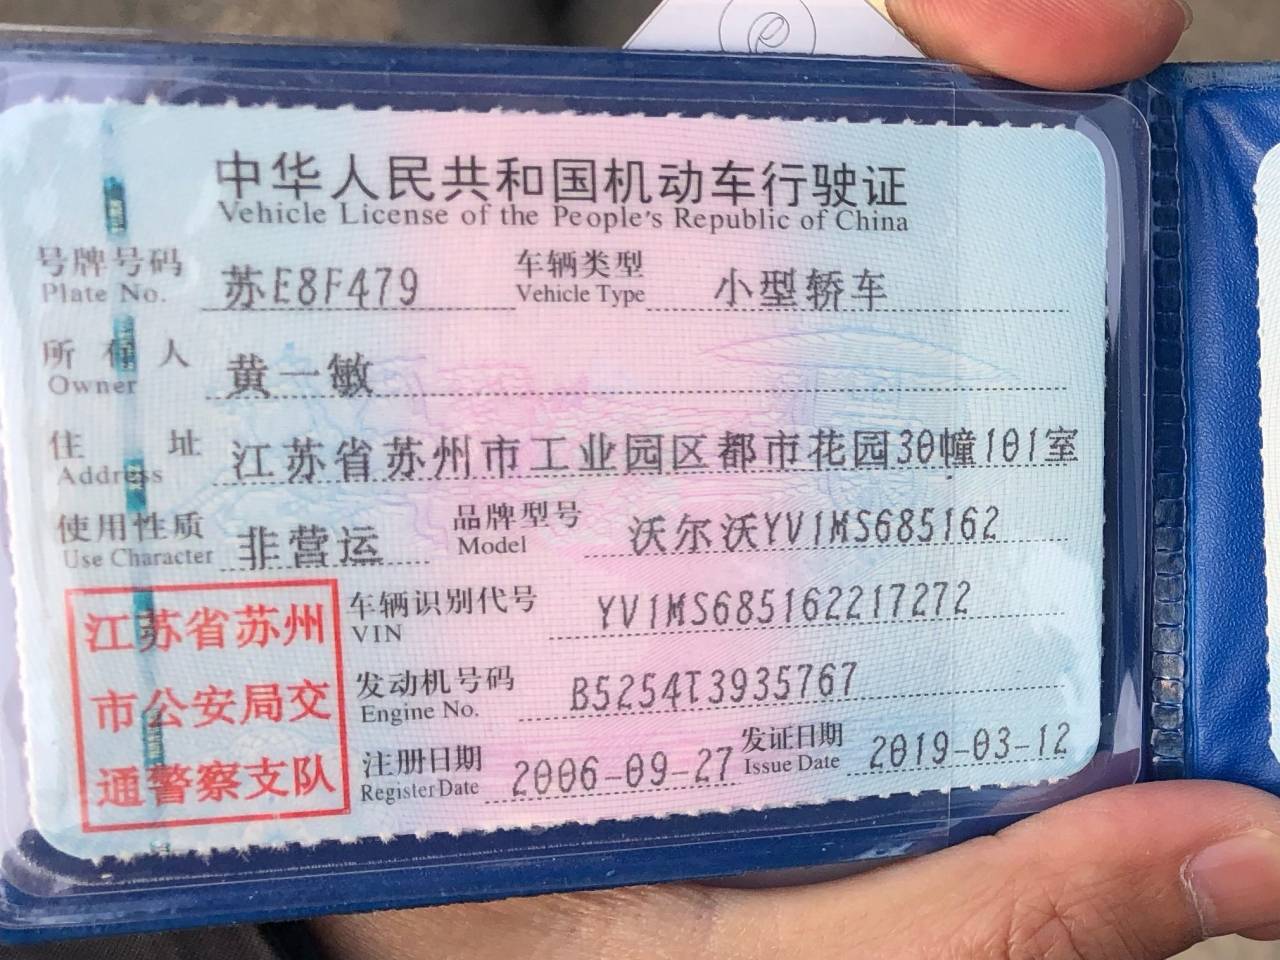 中华人民共和国机动车行驶证
Vehicle License of the People's Republic of China
号牌号码 苏E8F479 车辆类型 小型轿车
Plate No. Vehicle Type
所有人 黄一敏
Owner
住址 江苏省苏州市工业园区都市花园30幢101室
Address
使用性质 非营运 品牌型号 沃尔沃YV1MS685162
Use Character Model
江苏省苏州
市公安局交
通警察支队
车辆识别代号 YV1MS685162217272
VIN
发动机号码 B5254T3935767
Engine No.
注册日期 2006-09-27 发证日期 2019-03-12
Register Date Issue Date